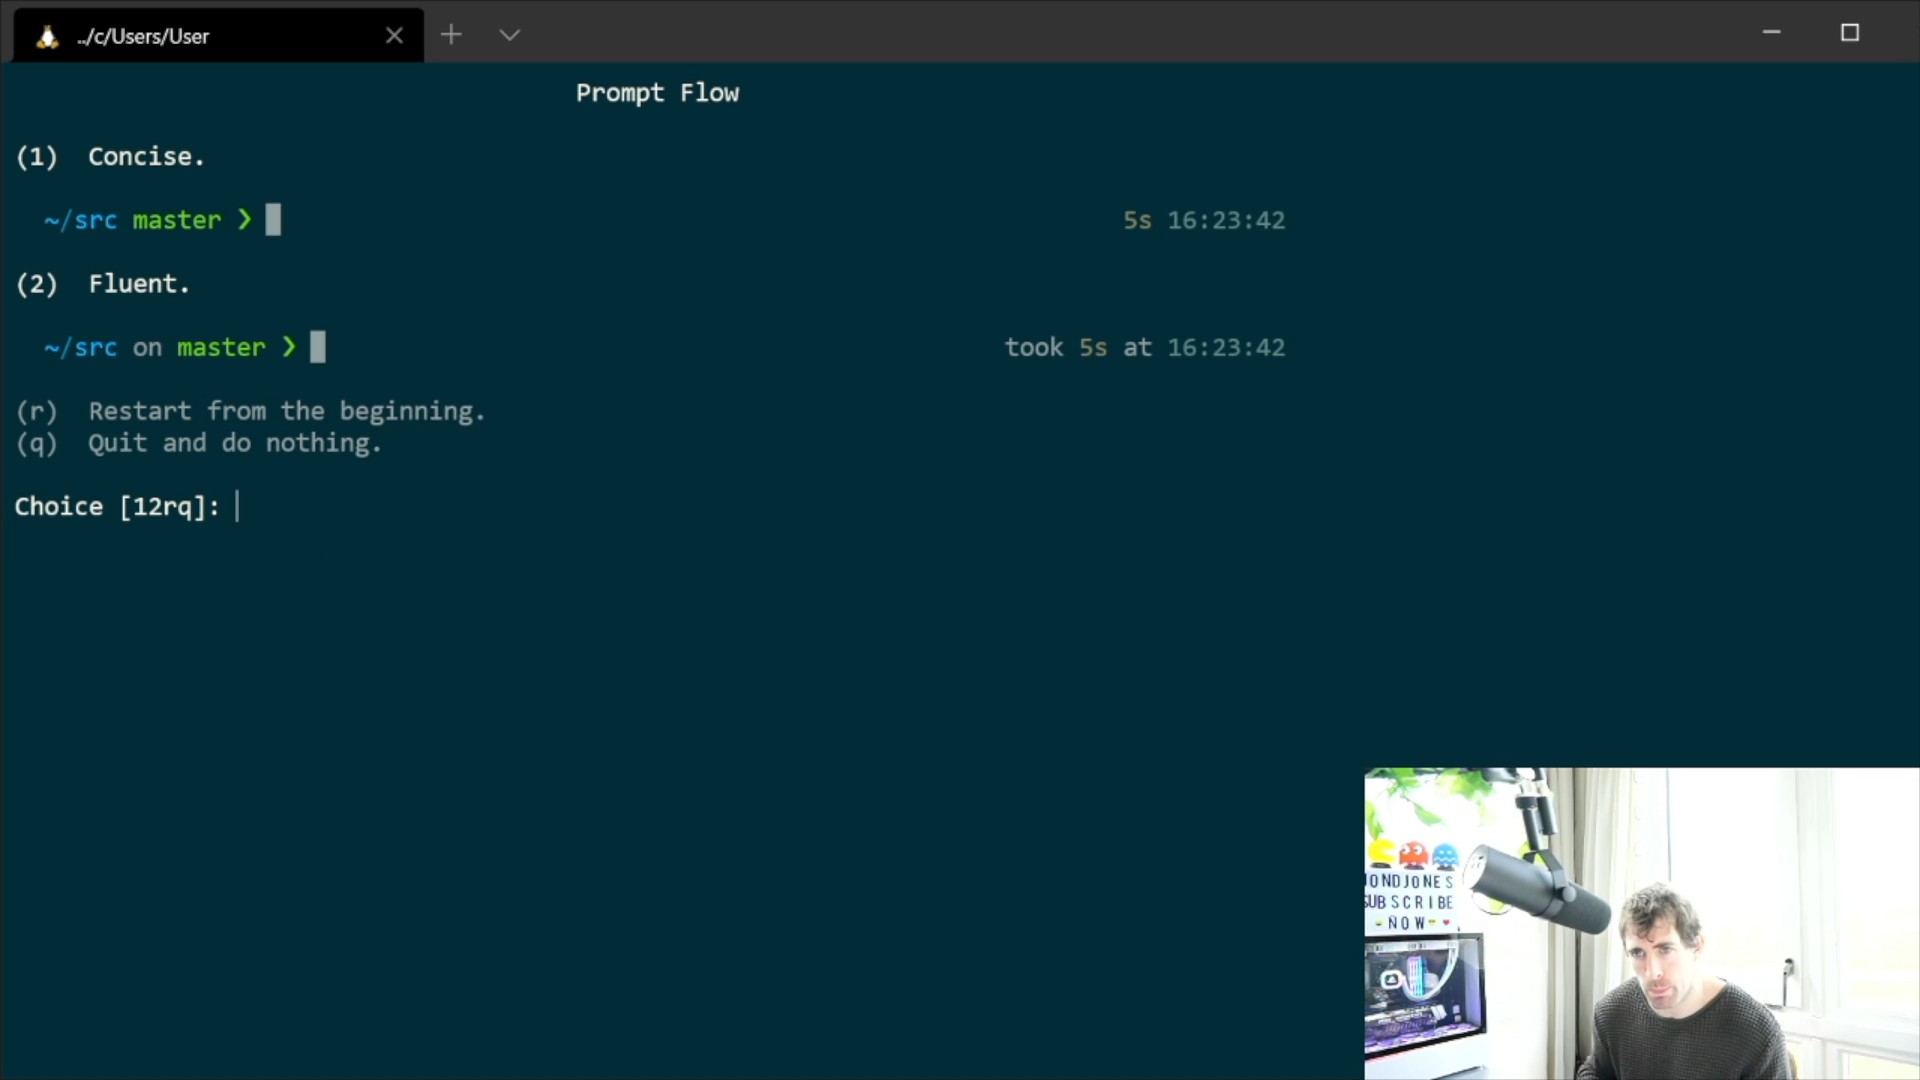 ../c/Users/User
Prompt Flow
(1) Concise.
~/src master ❯ 5s 16:23:42
(2) Fluent.
~/src on master ❯ took 5s at 16:23:42
(r) Restart from the beginning.
(q) Quit and do nothing.
Choice [12rq]:
JONDJONES
SUBSCRIBE
NOW